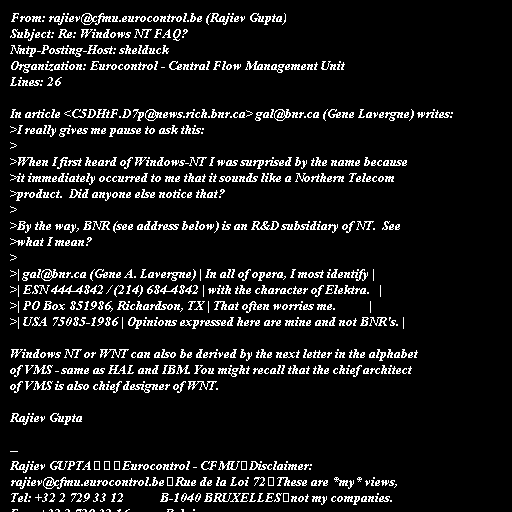 From: rajiev@cfmu.eurocontrol.be (Rajiev Gupta)
Subject: Re: Windows NT FAQ?
Nntp-Posting-Host: shelduck
Organization: Eurocontrol - Central Flow Management Unit
Lines: 26

In article <C5DHtF.D7p@news.rich.bnr.ca> gal@bnr.ca (Gene Lavergne) writes:
>I really gives me pause to ask this:
>
>When I first heard of Windows-NT I was surprised by the name because
>it immediately occurred to me that it sounds like a Northern Telecom
>product.  Did anyone else notice that?
>
>By the way, BNR (see address below) is an R&D subsidiary of NT.  See
>what I mean?
>
>| gal@bnr.ca (Gene A. Lavergne) | In all of opera, I most identify |
>| ESN 444-4842 / (214) 684-4842 | with the character of Elektra.   |
>| PO Box  851986, Richardson, TX | That often worries me.          |
>| USA  75085-1986 | Opinions expressed here are mine and not BNR's. |

Windows NT or WNT can also be derived by the next letter in the alphabet
of VMS - same as HAL and IBM. You might recall that the chief architect
of VMS is also chief designer of WNT.

Rajiev Gupta

--
Rajiev GUPTA Eurocontrol - CFMU Disclaimer:
rajiev@cfmu.eurocontrol.be Rue de la Loi 72 These are *my* views,
Tel: +32 2 729 33 12 B-1040 BRUXELLES not my companies.